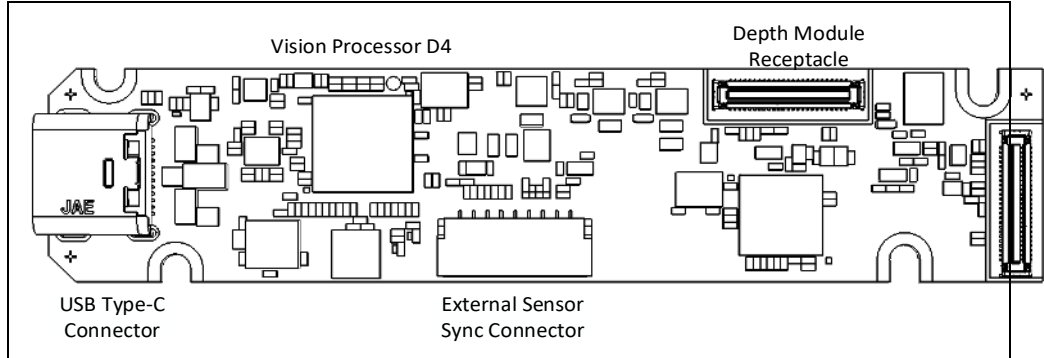 Vision Processor D4
Depth Module
Receptacle
JAE
USB Type-C
Connector
External Sensor
Sync Connector